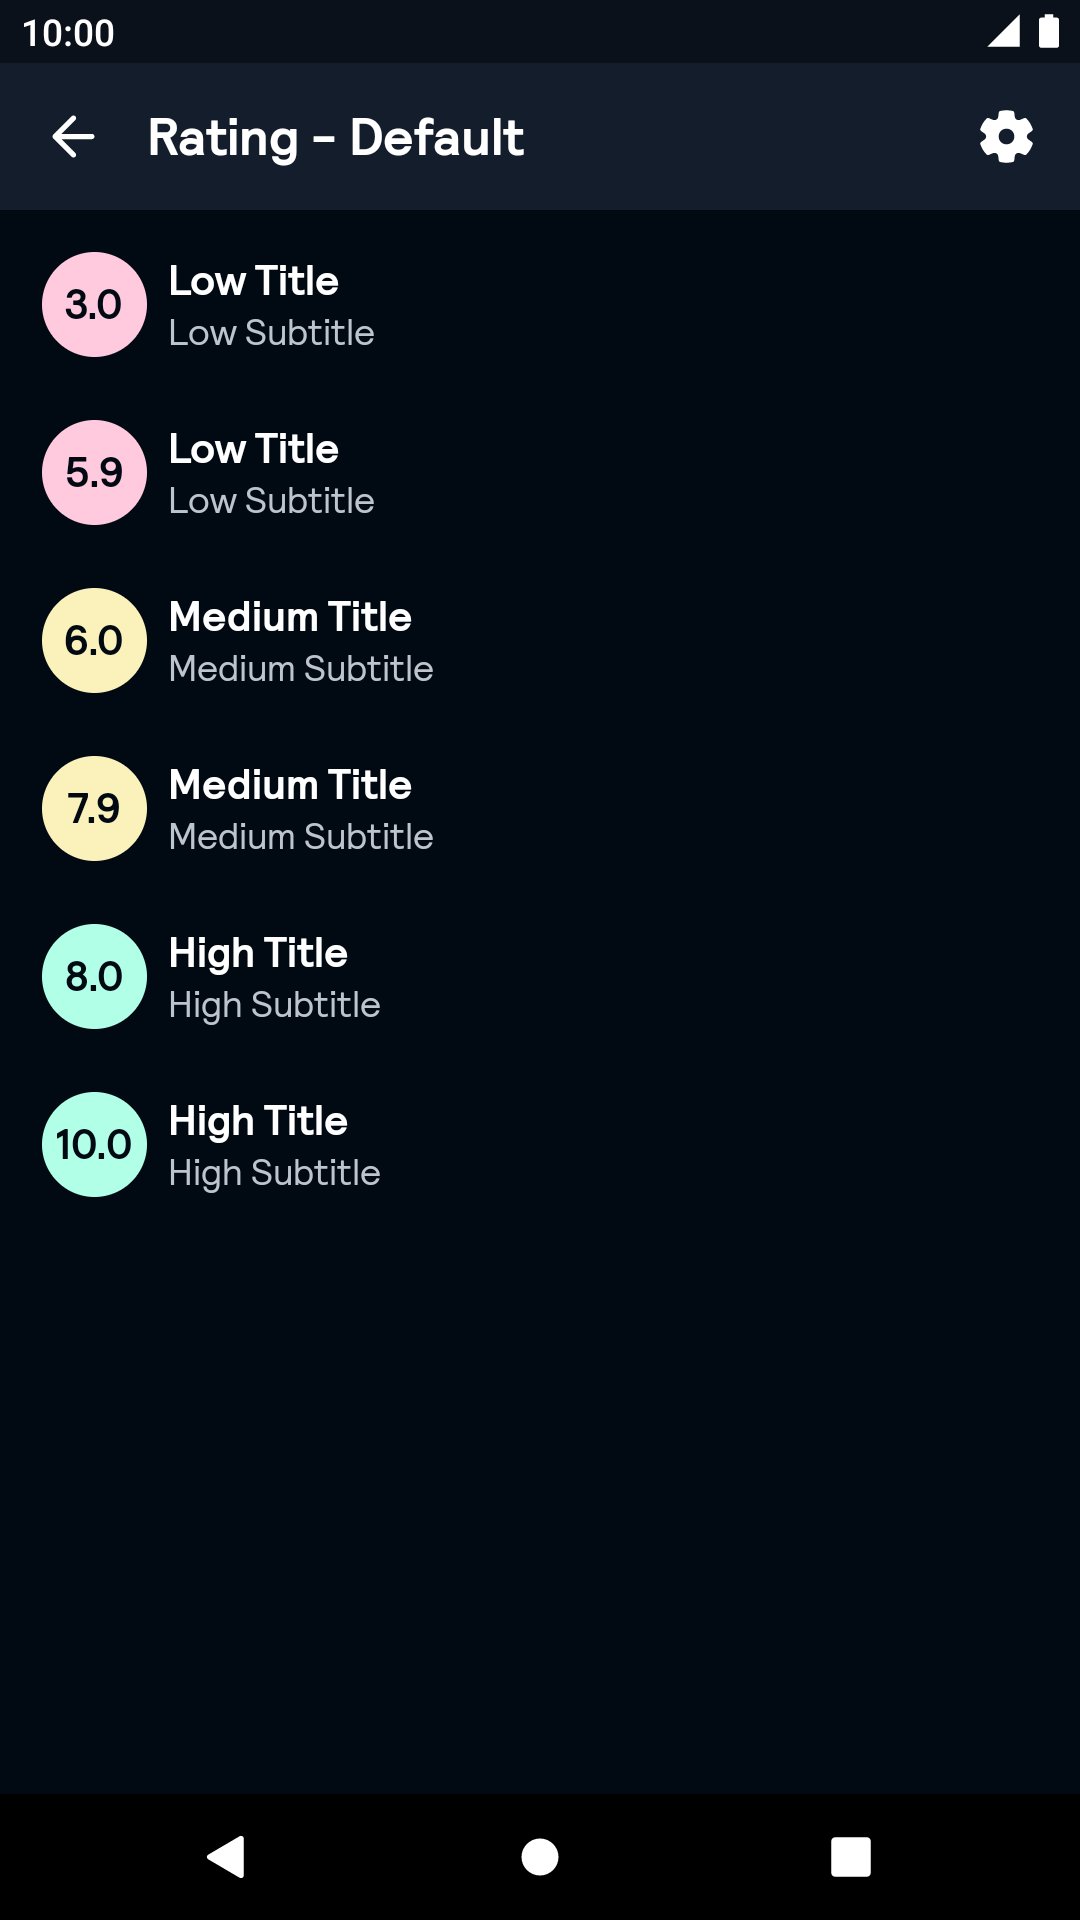 10:00
Rating - Default
3.0
Low Title
Low Subtitle
5.9
Low Title
Low Subtitle
6.0
Medium Title
Medium Subtitle
7.9
Medium Title
Medium Subtitle
8.0
High Title
High Subtitle
10.0
High Title
High Subtitle